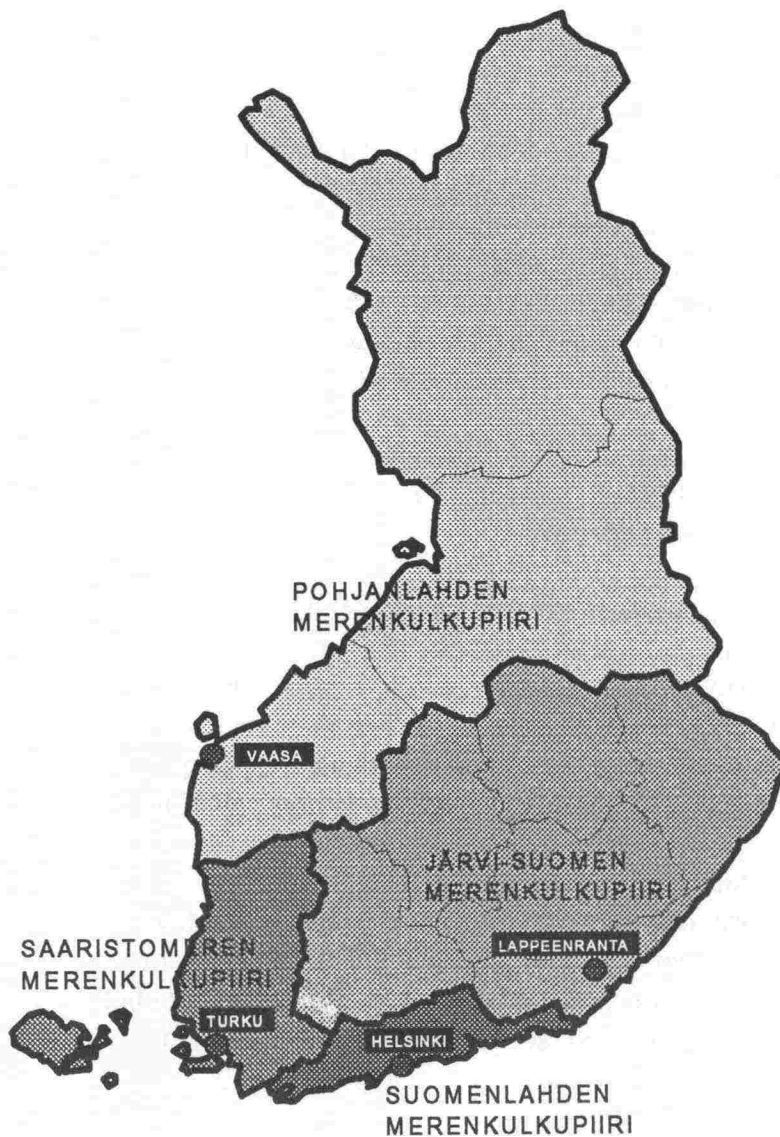 POHJANLAHDEN
MERENKULKUPIIRI
VAASA
JÄRVI-SUOMEN
MERENKULKUPIIRI
LAPPEENRANTA
SAARISTOMEREN
MERENKULKUPIIRI
TURKU
HELSINKI
SUOMENLAHDEN
MERENKULKUPIIRI